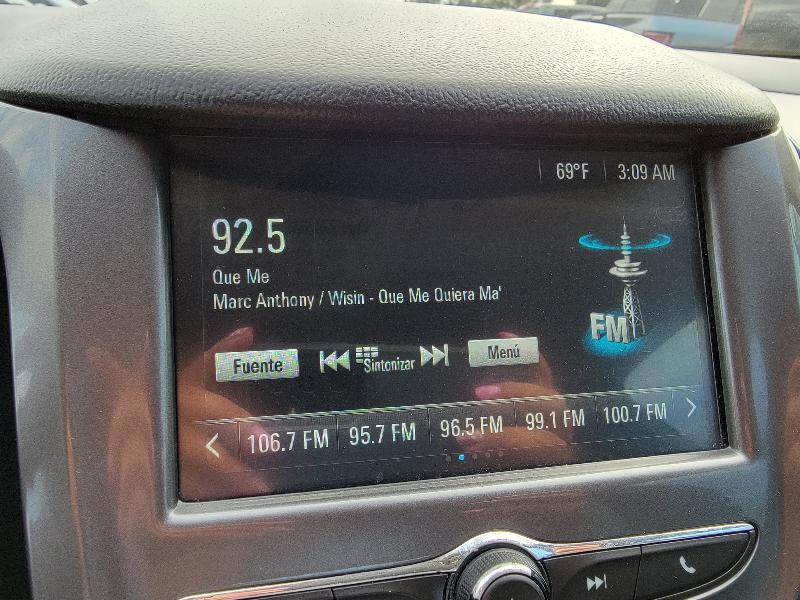 69°F 3:09 AM
92.5
Que Me
Marc Anthony / Wisin - Que Me Quiera Ma'
FM
Fuente Sintonizar Menú
106.7 FM 95.7 FM 96.5 FM 99.1 FM 100.7 FM